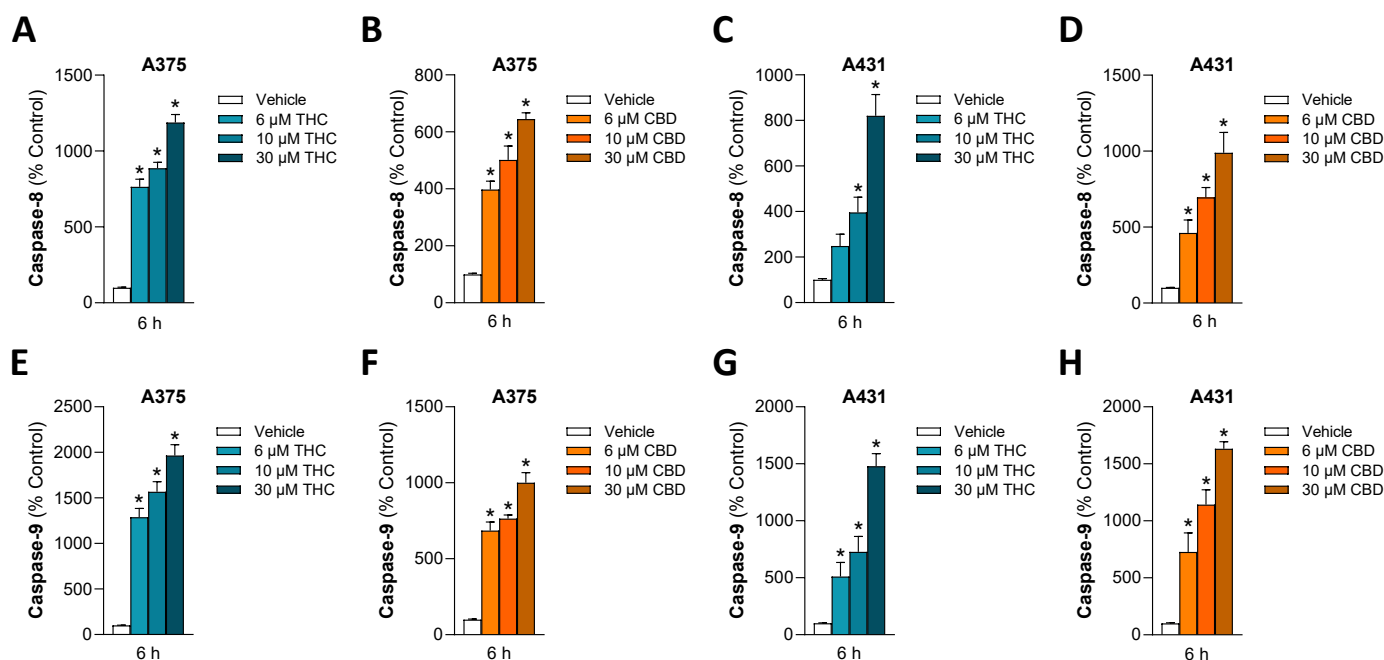 A
A375
Caspase-8 (% Control)
1500
1000
500
0
*
*
*
6 h
Vehicle
6 µM THC
10 µM THC
30 µM THC
B
A375
Caspase-8 (% Control)
800
600
400
200
0
*
*
*
6 h
Vehicle
6 µM CBD
10 µM CBD
30 µM CBD
C
A431
Caspase-8 (% Control)
1000
800
600
400
200
0
*
*
6 h
Vehicle
6 µM THC
10 µM THC
30 µM THC
D
A431
Caspase-8 (% Control)
1500
1000
500
0
*
*
*
6 h
Vehicle
6 µM CBD
10 µM CBD
30 µM CBD
E
A375
Caspase-9 (% Control)
2500
2000
1500
1000
500
0
*
*
*
6 h
Vehicle
6 µM THC
10 µM THC
30 µM THC
F
A375
Caspase-9 (% Control)
1500
1000
500
0
*
*
*
6 h
Vehicle
6 µM CBD
10 µM CBD
30 µM CBD
G
A431
Caspase-9 (% Control)
2000
1500
1000
500
0
*
*
*
6 h
Vehicle
6 µM THC
10 µM THC
30 µM THC
H
A431
Caspase-9 (% Control)
2000
1500
1000
500
0
*
*
*
6 h
Vehicle
6 µM CBD
10 µM CBD
30 µM CBD